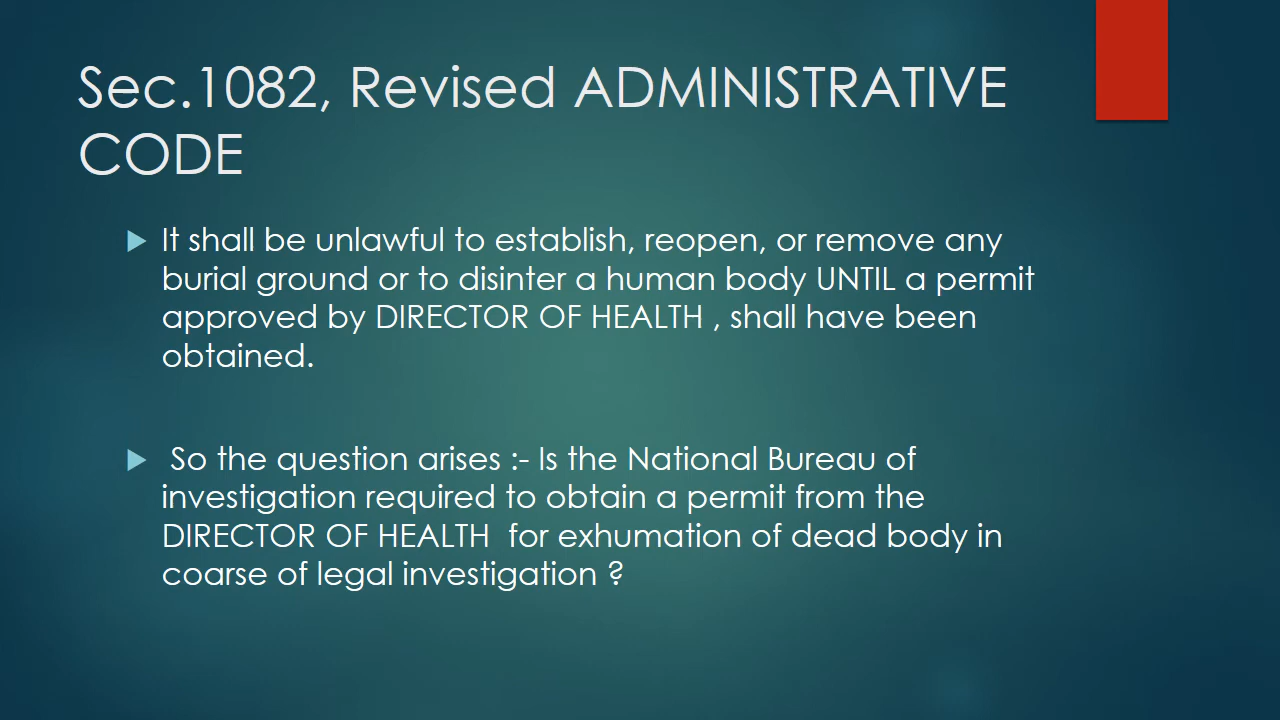 Sec.1082, Revised ADMINISTRATIVE
CODE
It shall be unlawful to establish, reopen, or remove any
burial ground or to disinter a human body UNTIL a permit
approved by DIRECTOR OF HEALTH , shall have been
obtained.
So the question arises :- Is the National Bureau of
investigation required to obtain a permit from the
DIRECTOR OF HEALTH  for exhumation of dead body in
coarse of legal investigation ?